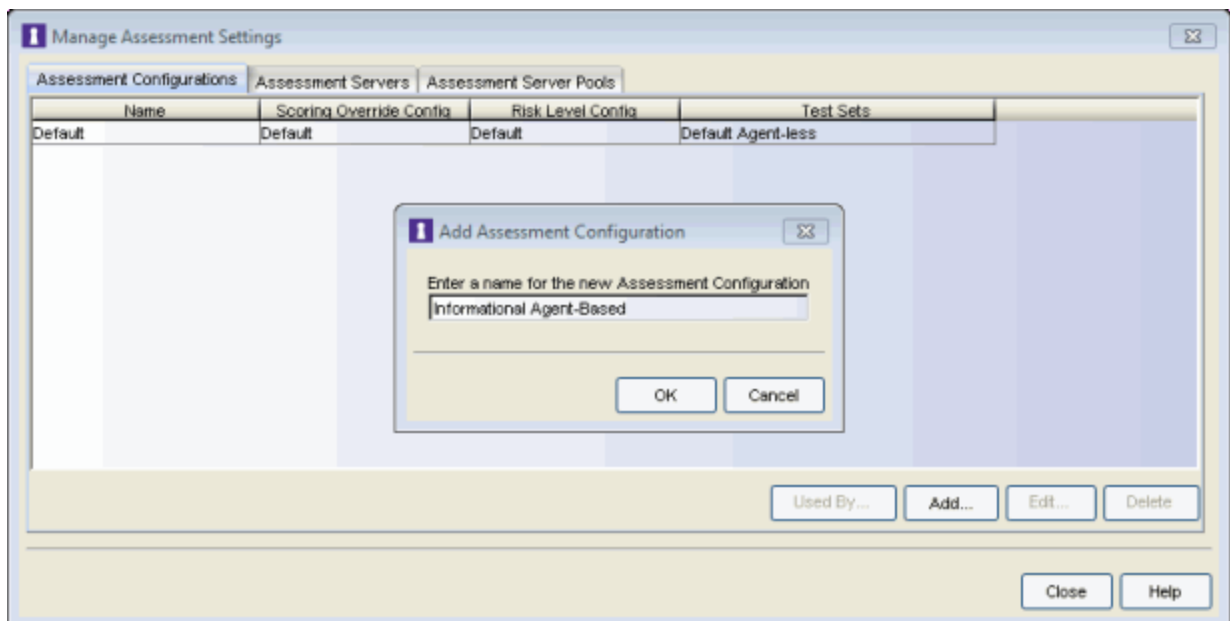 Manage Assessment Settings
Assessment Configurations Assessment Servers Assessment Server Pools
Name Scoring Override Config Risk Level Config Test Sets
Default Default Default Default Agent-less
Add Assessment Configuration
Enter a name for the new Assessment Configuration
Informational Agent-Based
OK Cancel
Used By... Add... Edit... Delete
Close Help